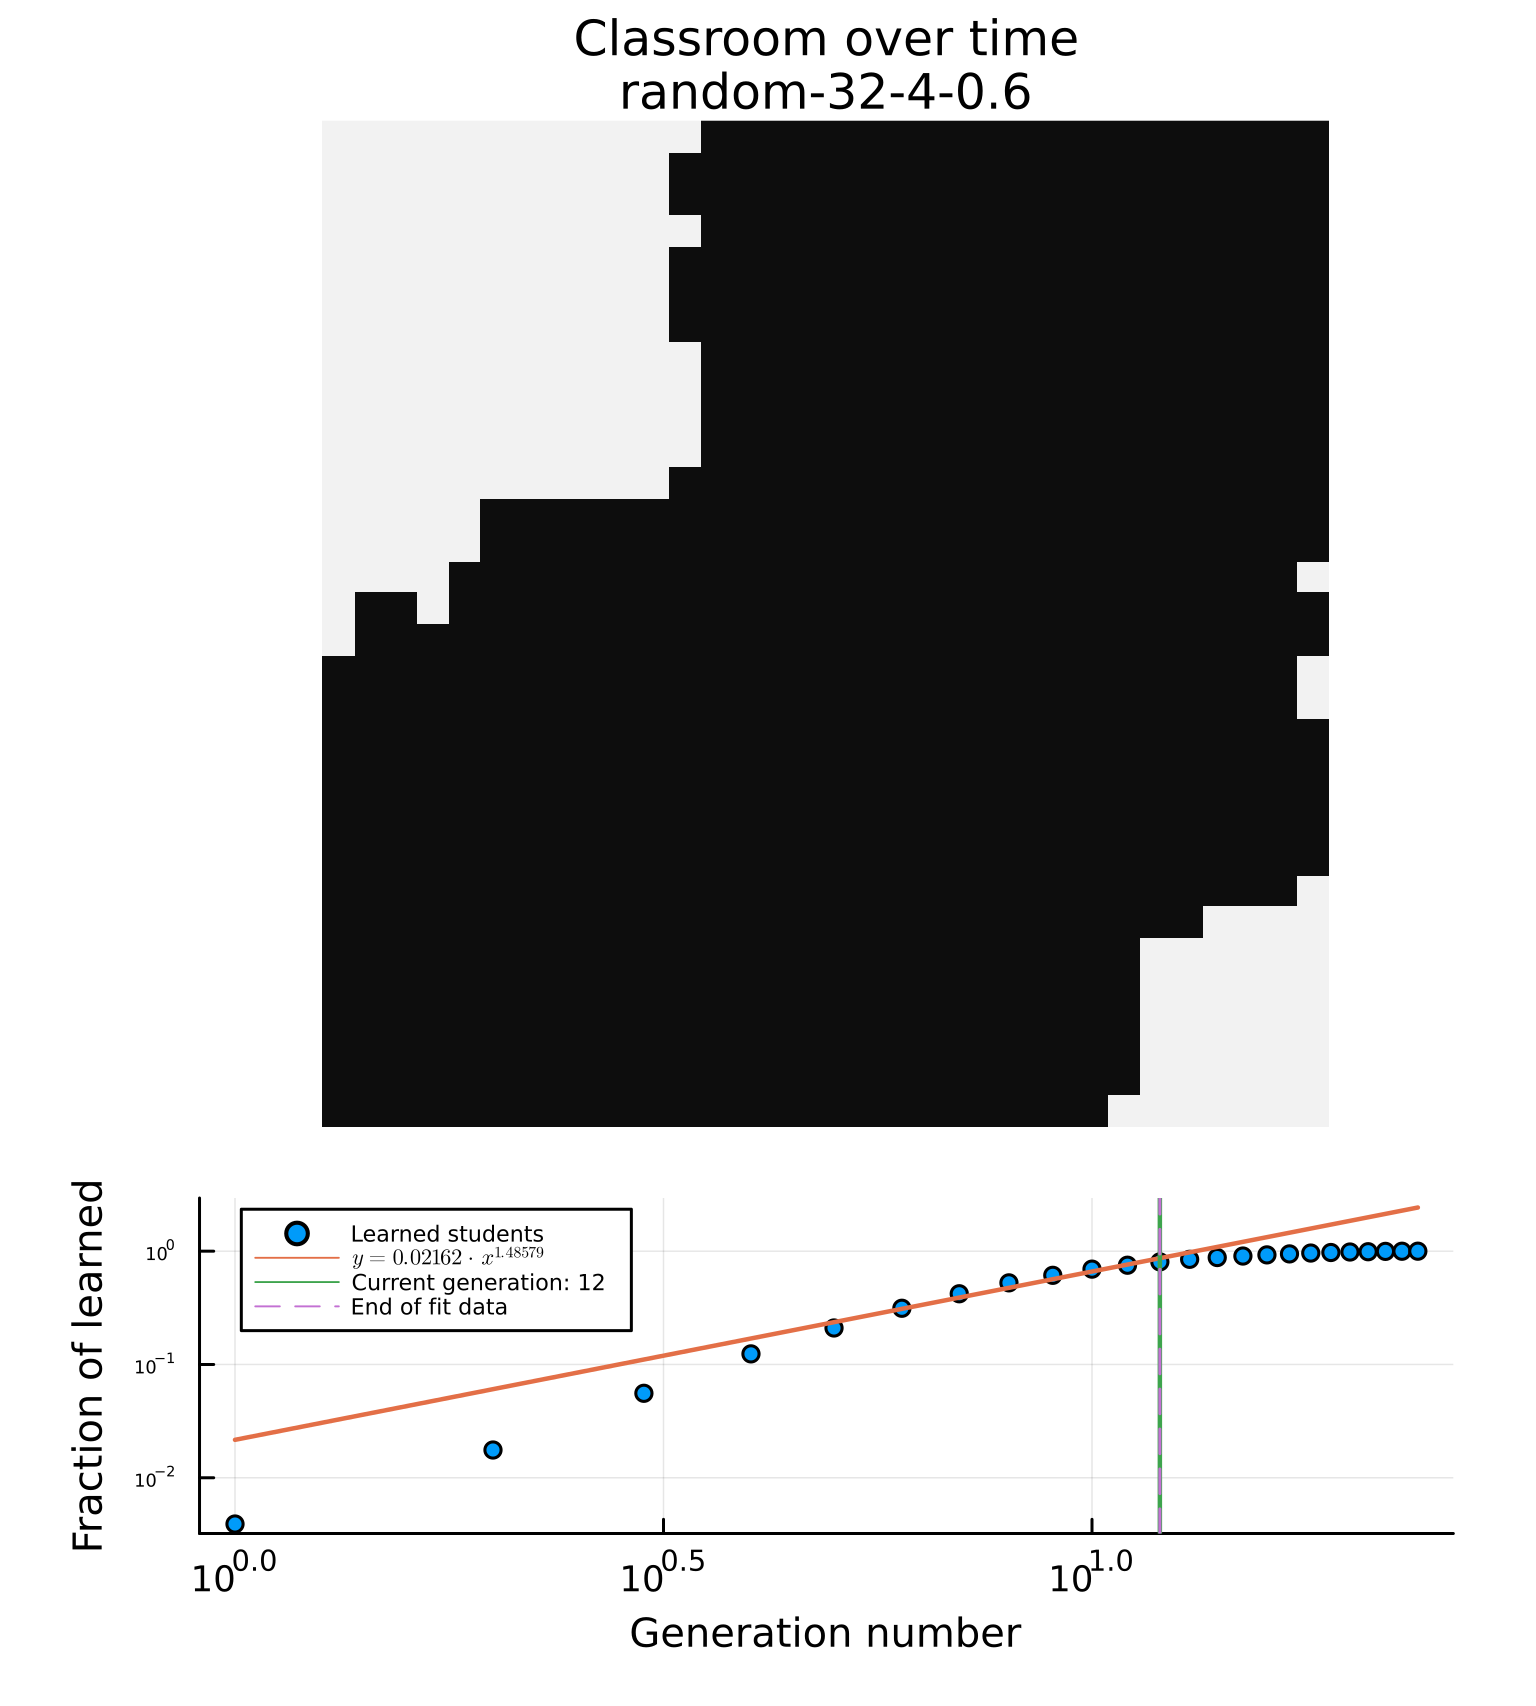 Classroom over time
random-32-4-0.6
Fraction of learned
10⁰
10⁻¹
10⁻²
Learned students
y = 0.02162 · x^1.48579
Current generation: 12
End of fit data
10^0.0 10^0.5 10^1.0
Generation number